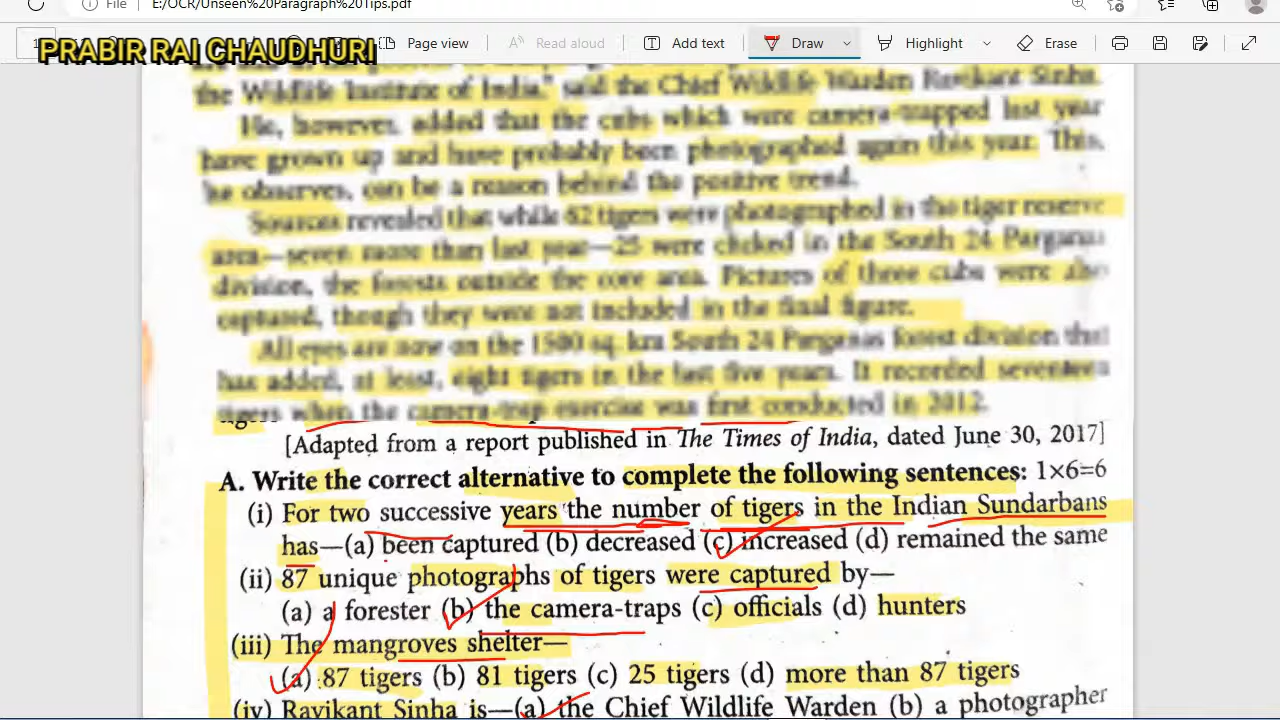 File E:/OCR/Unseen%20Paragraph%20Tips.pdf
PRABIR RAI CHAUDHURI
Page view Read aloud Add text Draw Highlight Erase
the Wildlife Institute of India," said the Chief Wildlife Warden Ravikant Sinha.
He, however, added that the cubs which were camera-trapped last year
have grown up and have probably been photographed again this year. This,
he observes, can be a reason behind the positive trend.
Sources revealed that while 62 tigers were photographed in the tiger reserve
area—seven more than last year—25 were clicked in the South 24 Parganas
division, the forests outside the core area. Pictures of three cubs were also
captured, though they were not included in the final figure.
All eyes are now on the 1500 sq. km South 24 Parganas forest division that
has added, at least, eight tigers in the last five years. It recorded seventeen
tigers when the camera-trap exercise was first conducted in 2012.
[Adapted from a report published in The Times of India, dated June 30, 2017]
A. Write the correct alternative to complete the following sentences: 1×6=6
(i) For two successive years the number of tigers in the Indian Sundarbans
has—(a) been captured (b) decreased (c) increased (d) remained the same
(ii) 87 unique photographs of tigers were captured by—
(a) a forester (b) the camera-traps (c) officials (d) hunters
(iii) The mangroves shelter—
(a) 87 tigers (b) 81 tigers (c) 25 tigers (d) more than 87 tigers
(iv) Ravikant Sinha is—(a) the Chief Wildlife Warden (b) a photographer